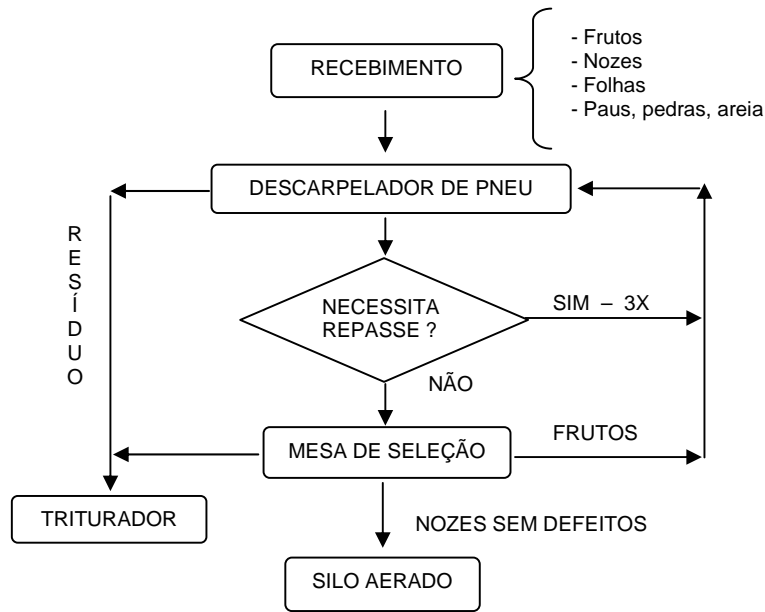 RECEBIMENTO
- Frutos
- Nozes
- Folhas
- Paus, pedras, areia
DESCARPELADOR DE PNEU
RESÍDUO
NECESSITA
REPASSE ?
SIM – 3X
NÃO
MESA DE SELEÇÃO
FRUTOS
TRITURADOR
NOZES SEM DEFEITOS
SILO AERADO